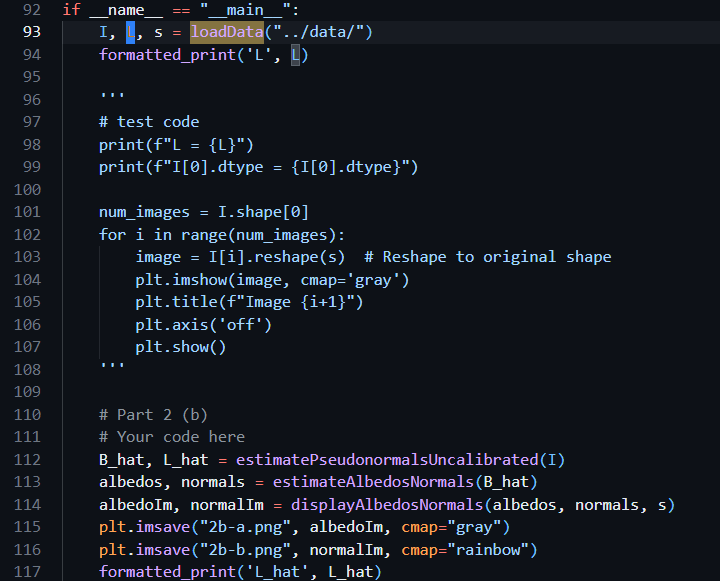 92 if __name__ == "__main__":
93     I, L, s = loadData("../data/")
94     formatted_print('L', L)
95
96     '''
97     # test code
98     print(f"L = {L}")
99     print(f"I[0].dtype = {I[0].dtype}")
100
101     num_images = I.shape[0]
102     for i in range(num_images):
103         image = I[i].reshape(s)  # Reshape to original shape
104         plt.imshow(image, cmap='gray')
105         plt.title(f"Image {i+1}")
106         plt.axis('off')
107         plt.show()
108     '''
109
110     # Part 2 (b)
111     # Your code here
112     B_hat, L_hat = estimatePseudonormalsUncalibrated(I)
113     albedos, normals = estimateAlbedosNormals(B_hat)
114     albedoIm, normalIm = displayAlbedosNormals(albedos, normals, s)
115     plt.imsave("2b-a.png", albedoIm, cmap="gray")
116     plt.imsave("2b-b.png", normalIm, cmap="rainbow")
117     formatted_print('L_hat', L_hat)